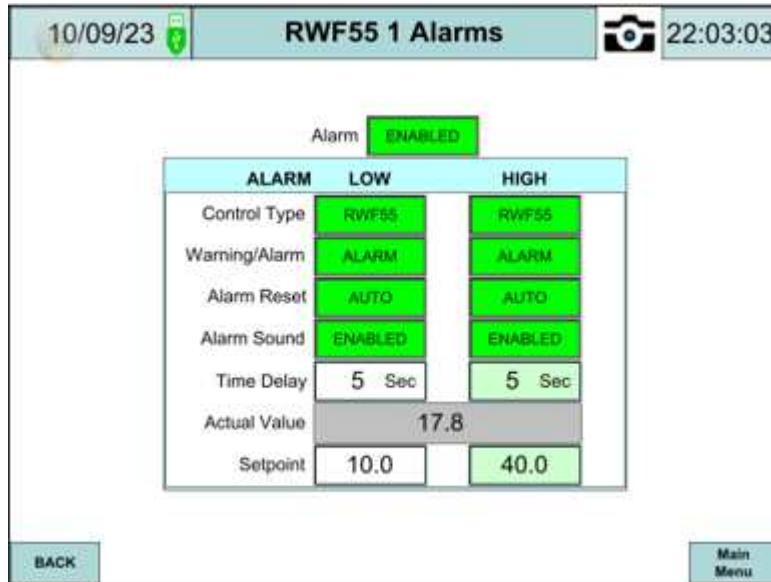 10/09/23 RWF55 1 Alarms 22:03:03
Alarm ENABLED
ALARM LOW HIGH
Control Type RWF55 RWF55
Warning/Alarm ALARM ALARM
Alarm Reset AUTO AUTO
Alarm Sound ENABLED ENABLED
Time Delay 5 Sec 5 Sec
Actual Value 17.8
Setpoint 10.0 40.0
BACK Main
Menu